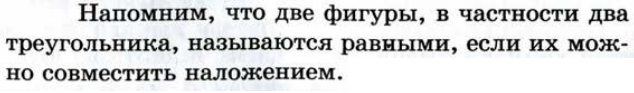 Напомним, что две фигуры, в частности два
треугольника, называются равными, если их мож-
но совместить наложением.